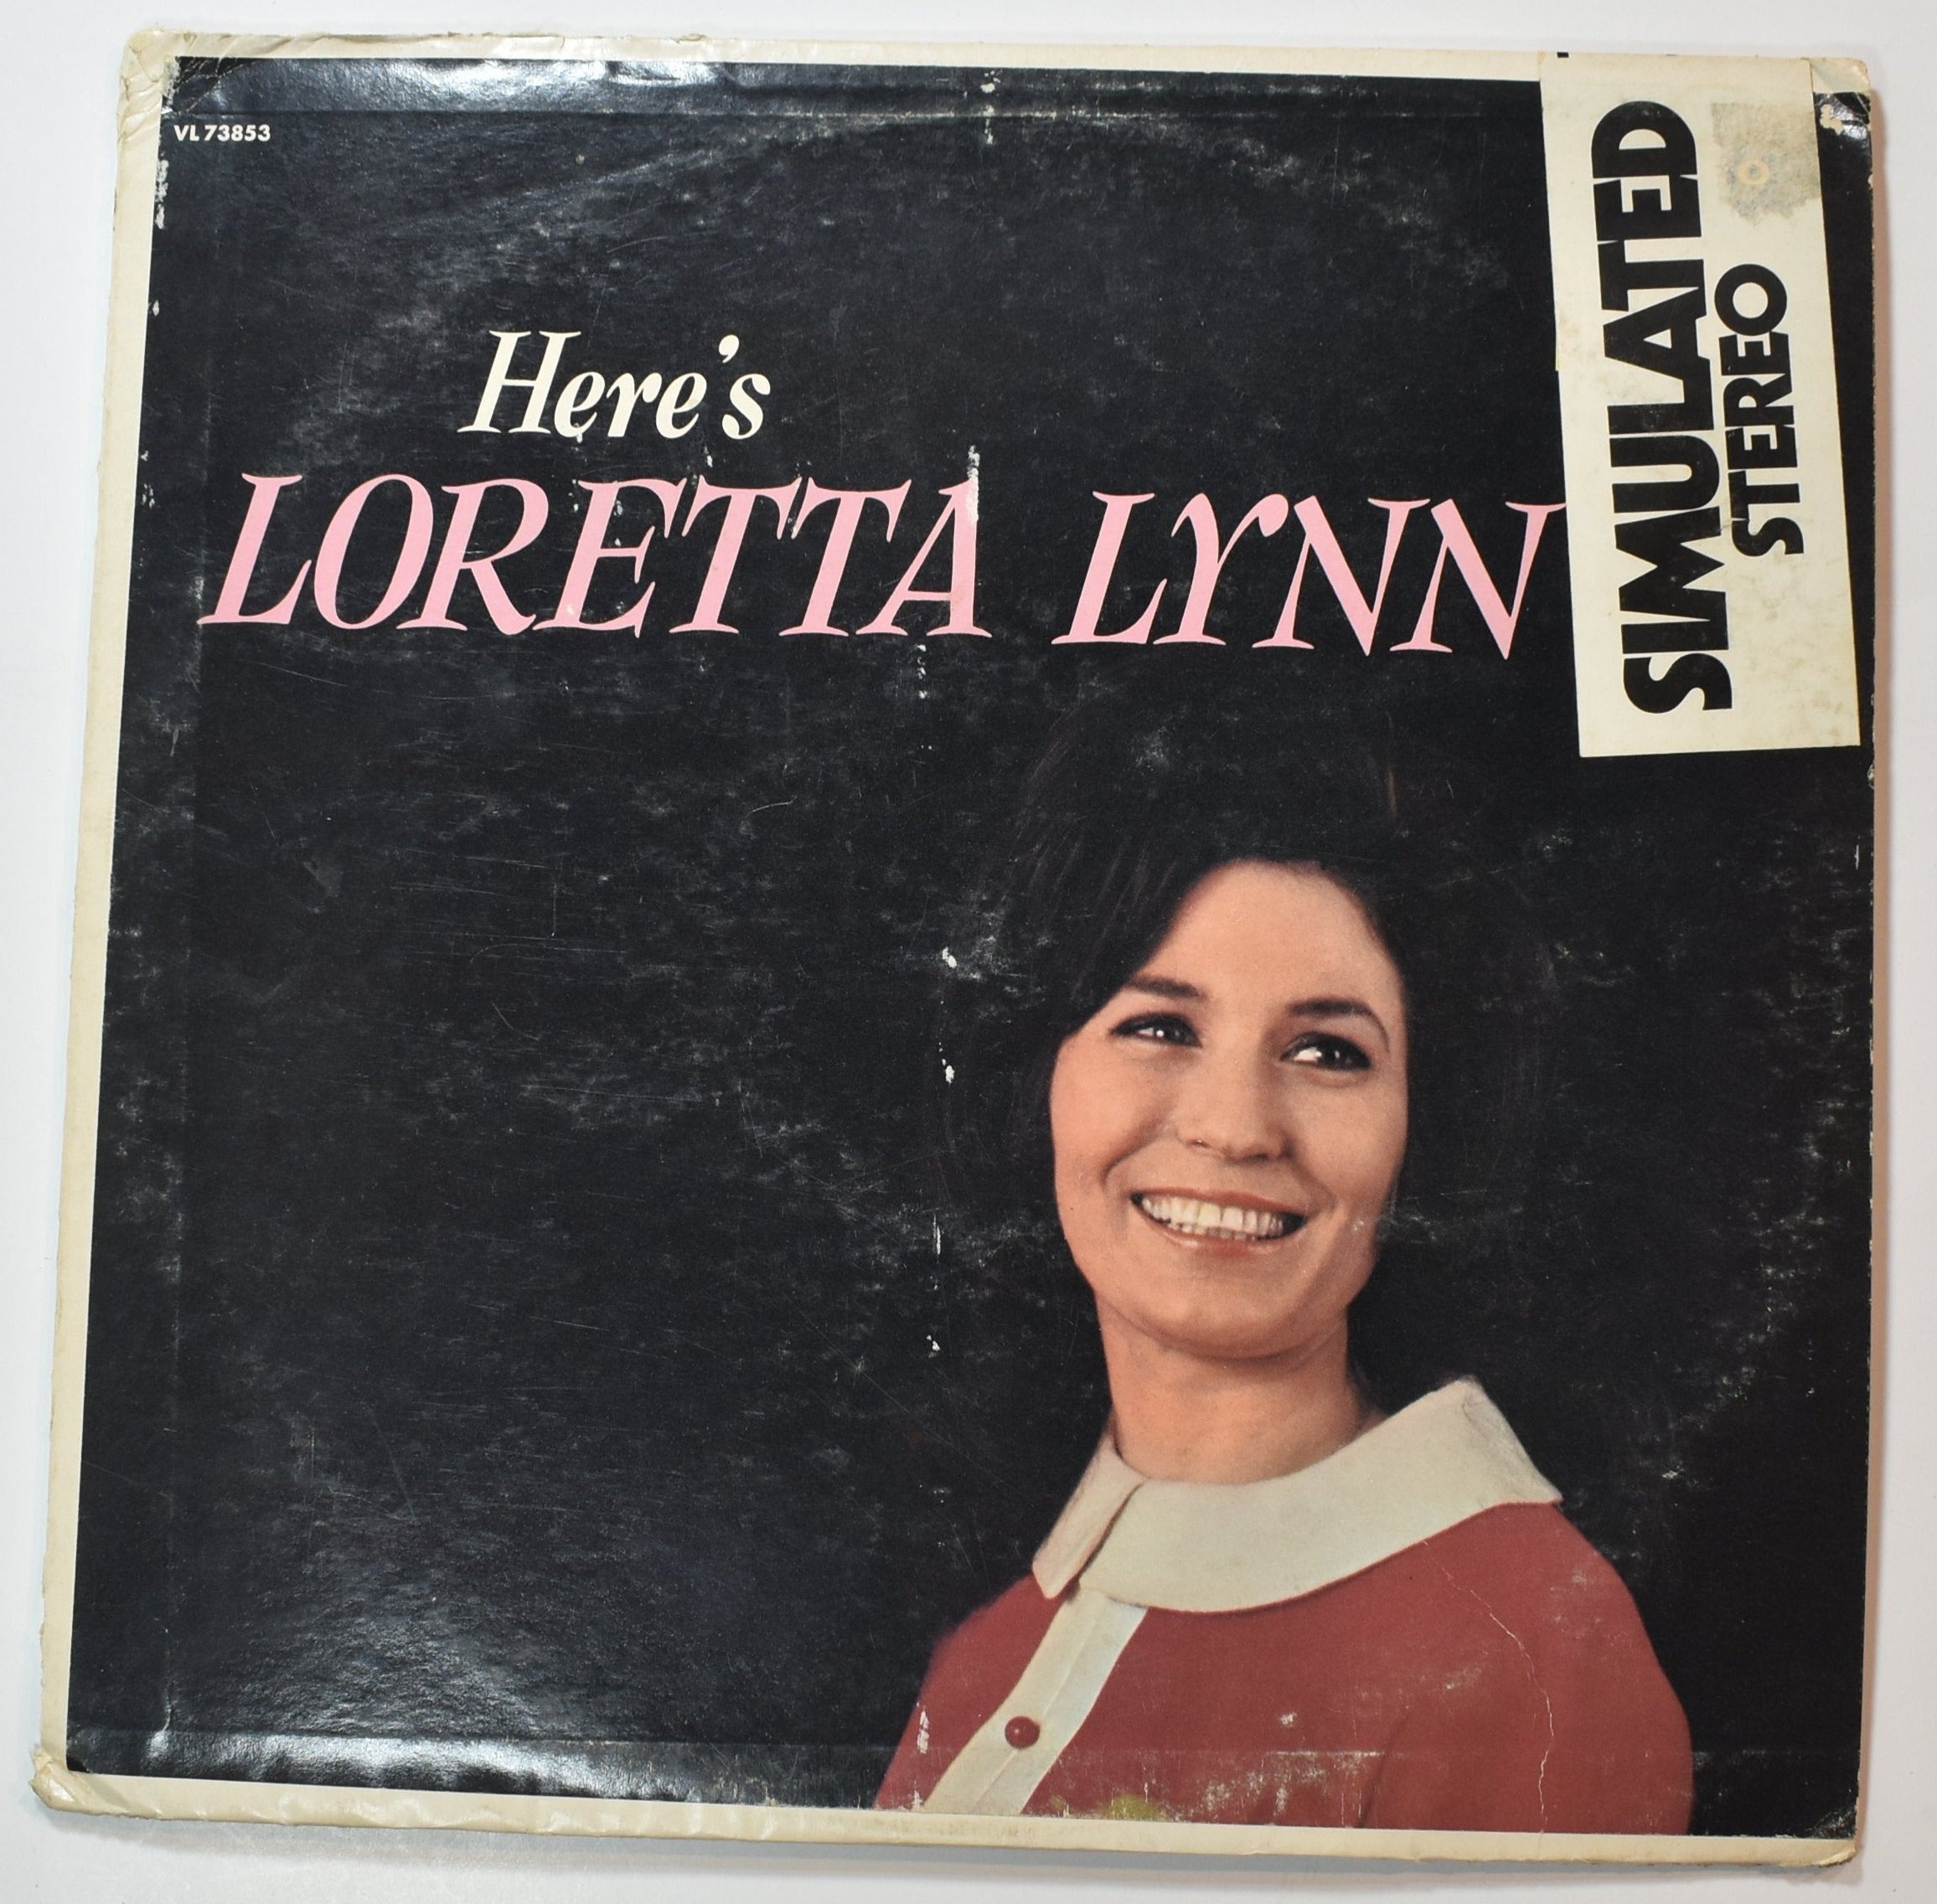 VL 73853
Here's
LORETTA LYNN
SIMULATED
STEREO